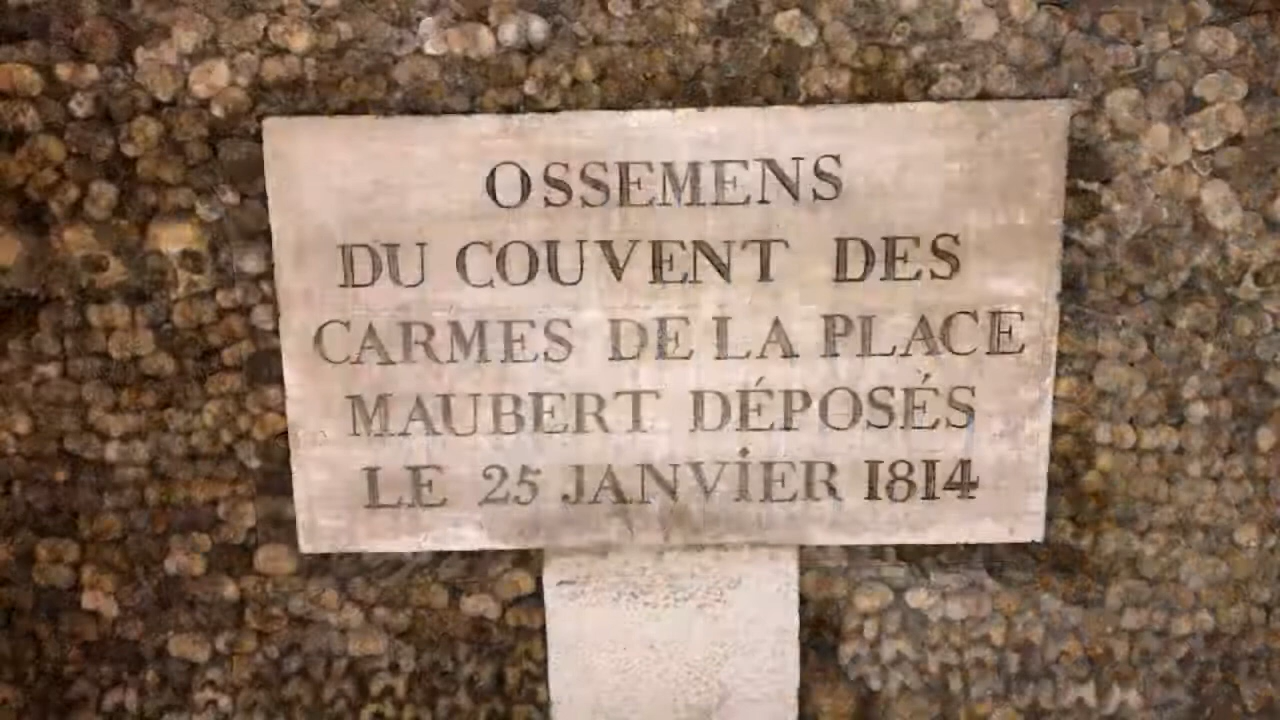 OSSEMENS
DU COUVENT DES
CARMES DE LA PLACE
MAUBERT DÉPOSÉS
LE 25 JANVIER 1814